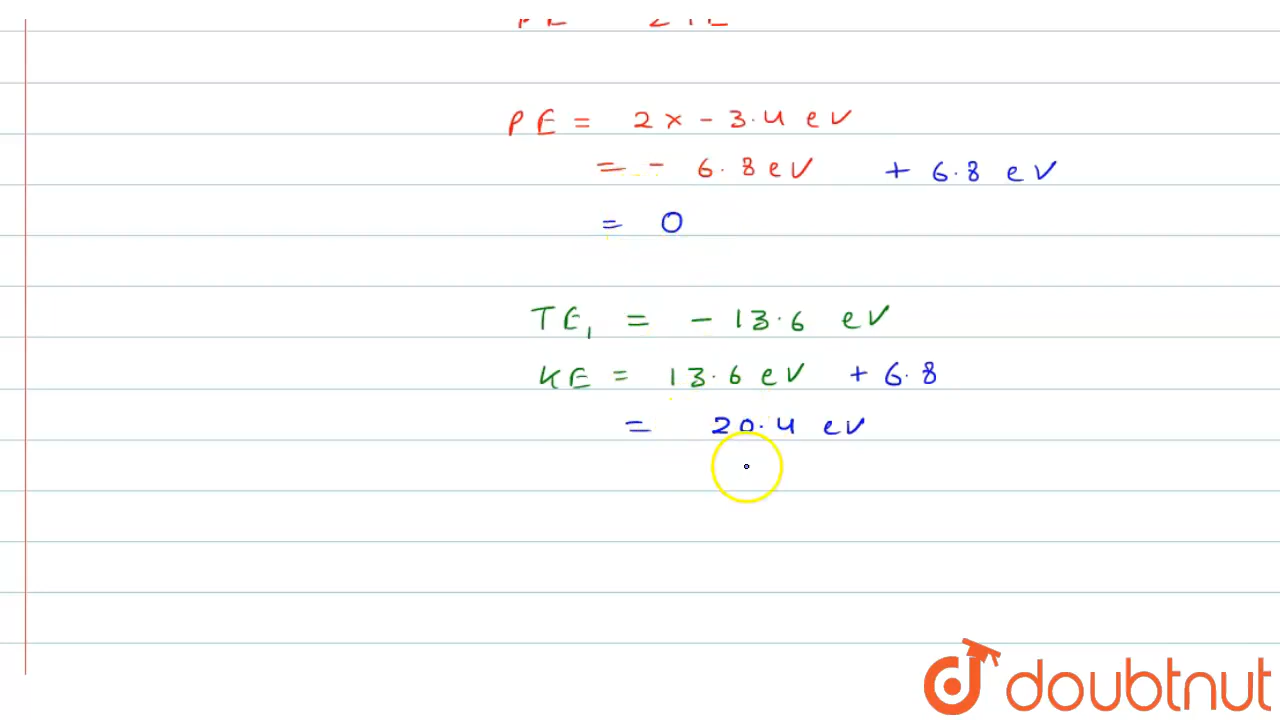 PE = 2 x - 3.4 eV
= - 6.8 eV + 6.8 eV
= 0
TE1 = - 13.6 eV
KE = 13.6 eV + 6.8
= 20.4 eV
doubtnut